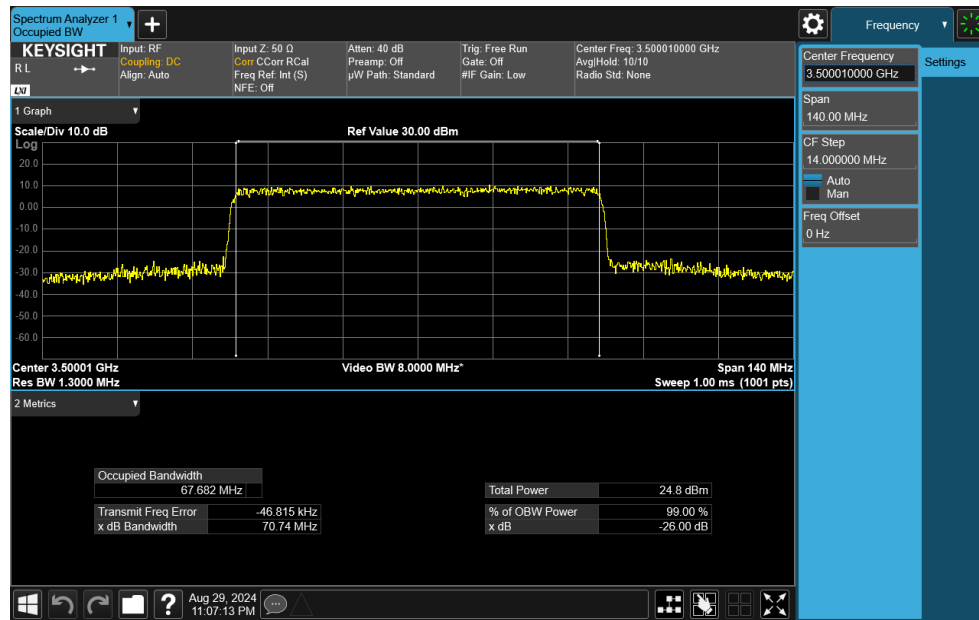 Spectrum Analyzer 1
Occupied BW
Frequency
KEYSIGHT
R L
LXI
Input: RF
Coupling: DC
Align: Auto
Input Z: 50 Ω
Corr CCorr RCal
Freq Ref: Int (S)
NFE: Off
Atten: 40 dB
Preamp: Off
µW Path: Standard
Trig: Free Run
Gate: Off
#IF Gain: Low
Center Freq: 3.500010000 GHz
Avg|Hold: 10/10
Radio Std: None
Center Frequency
3.500010000 GHz
Settings
Span
140.00 MHz
CF Step
14.000000 MHz
Auto
Man
Freq Offset
0 Hz
1 Graph
Scale/Div 10.0 dB
Ref Value 30.00 dBm
Log
20.0
10.0
0.00
-10.0
-20.0
-30.0
-40.0
-50.0
-60.0
Center 3.50001 GHz
Video BW 8.0000 MHz*
Span 140 MHz
Res BW 1.3000 MHz
Sweep 1.00 ms (1001 pts)
2 Metrics
Occupied Bandwidth
67.682 MHz
Total Power 24.8 dBm
Transmit Freq Error -46.815 kHz
% of OBW Power 99.00 %
x dB Bandwidth 70.74 MHz
x dB -26.00 dB
Aug 29, 2024
11:07:13 PM